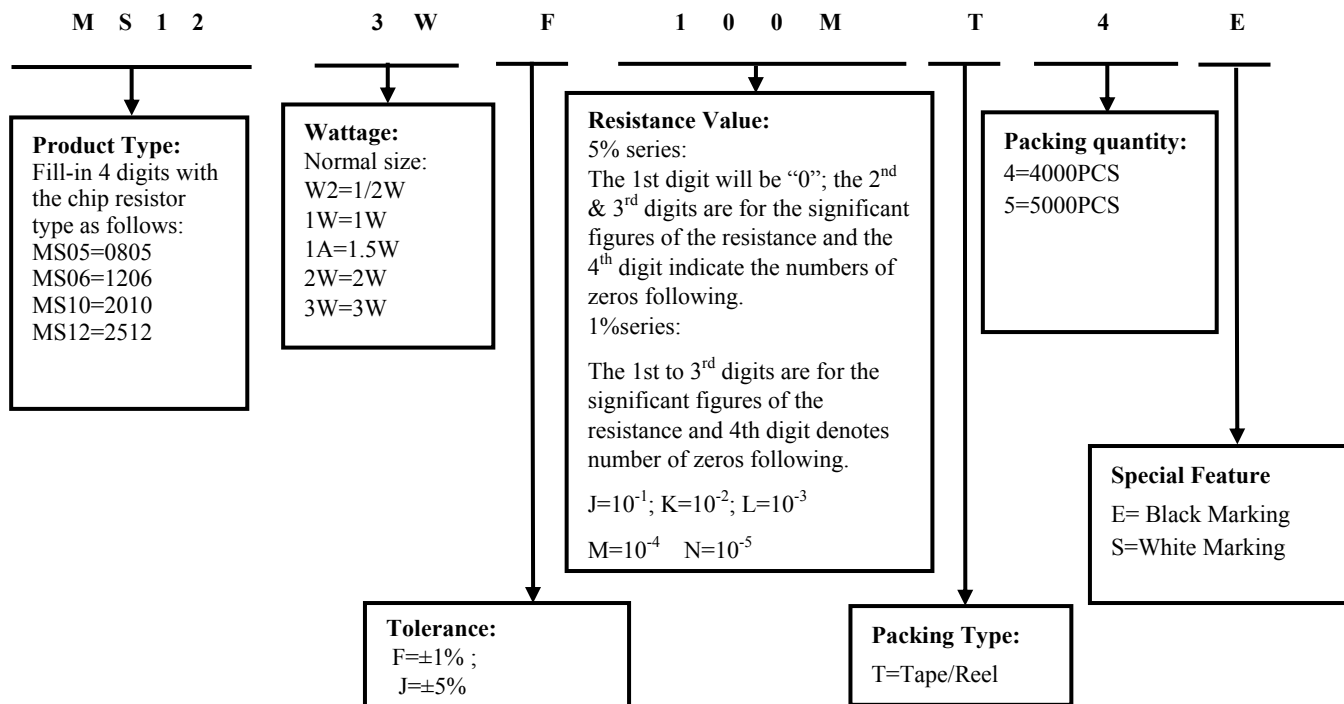 M S 1 2 3 W F 1 0 0 M T 4 E
Product Type:
Fill-in 4 digits with
the chip resistor
type as follows:
MS05=0805
MS06=1206
MS10=2010
MS12=2512
Wattage:
Normal size:
W2=1/2W
1W=1W
1A=1.5W
2W=2W
3W=3W
Resistance Value:
5% series:
The 1st digit will be “0”; the 2nd
& 3rd digits are for the significant
figures of the resistance and the
4th digit indicate the numbers of
zeros following.
1%series:
The 1st to 3rd digits are for the
significant figures of the
resistance and 4th digit denotes
number of zeros following.
J=10-1; K=10-2; L=10-3
M=10-4 N=10-5
Packing quantity:
4=4000PCS
5=5000PCS
Special Feature
E= Black Marking
S=White Marking
Tolerance:
F=±1% ;
J=±5%
Packing Type:
T=Tape/Reel